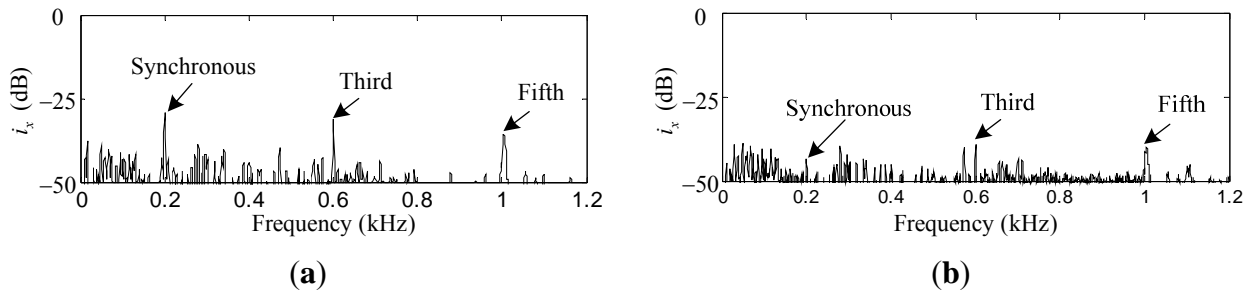 0
−25
−50
i_x (dB)
Synchronous
Third
Fifth
0
0.2
0.4
0.6
0.8
1
1.2
Frequency (kHz)
(a)
0
−25
−50
i_x (dB)
Synchronous
Third
Fifth
0
0.2
0.4
0.6
0.8
1
1.2
Frequency (kHz)
(b)